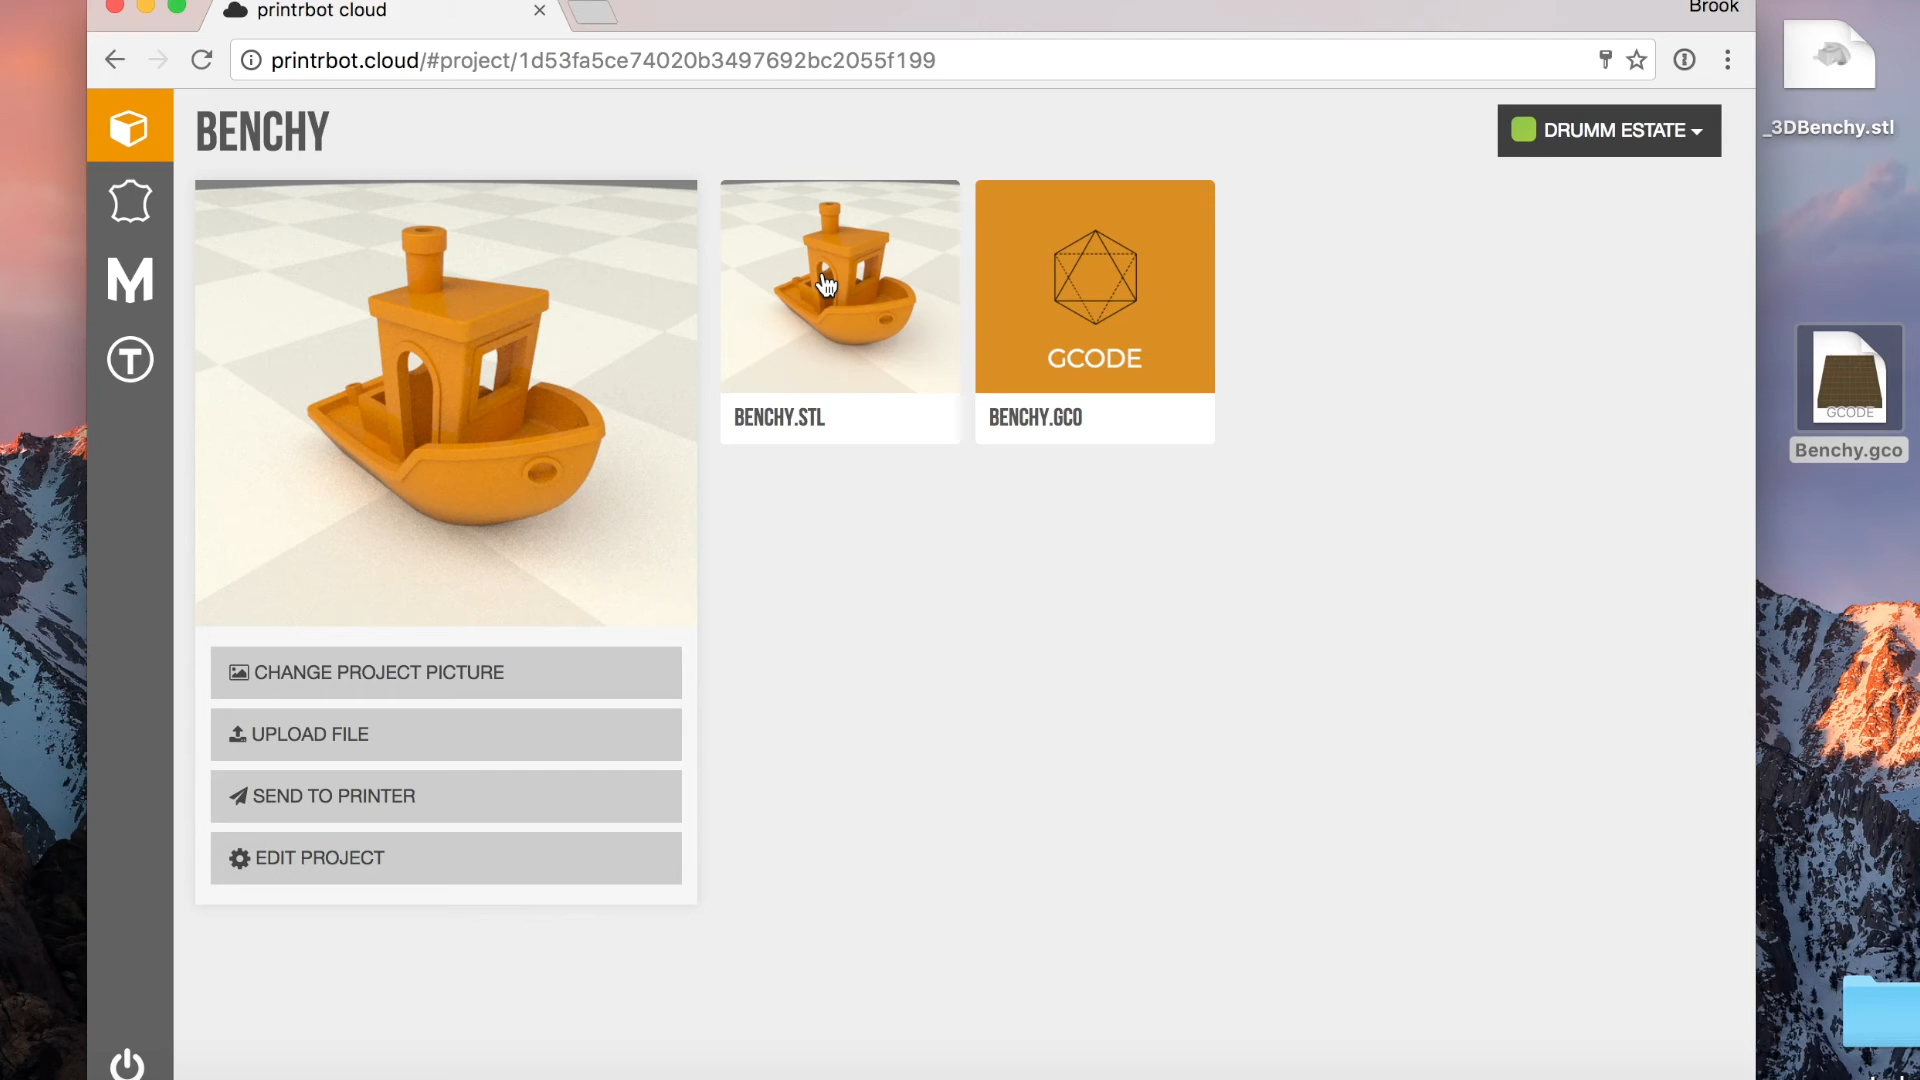 printrbot cloud
Brook
printrbot.cloud/#project/1d53fa5ce74020b3497692bc2055f199
BENCHY
DRUMM ESTATE
_3DBenchy.stl
M
T
GCODE
BENCHY.STL
BENCHY.GCO
GCODE
Benchy.gco
CHANGE PROJECT PICTURE
UPLOAD FILE
SEND TO PRINTER
EDIT PROJECT